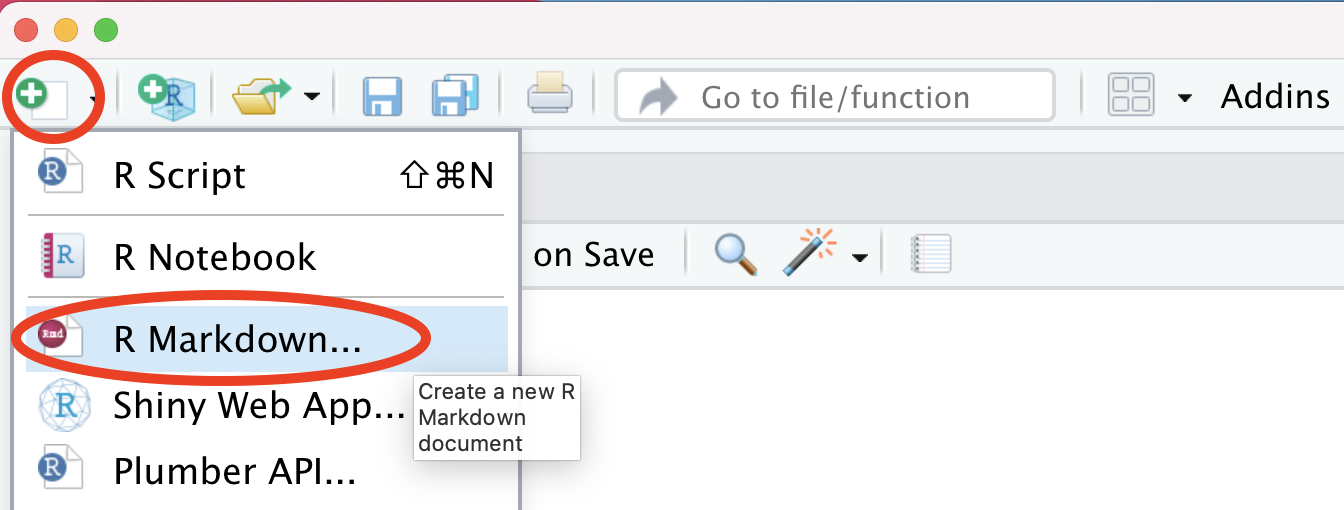 R
Go to file/function
Addins
R R Script ⇧⌘N
on Save
R R Notebook
Rmd R Markdown...
Create a new R
Markdown
document
R Shiny Web App...
R Plumber API...